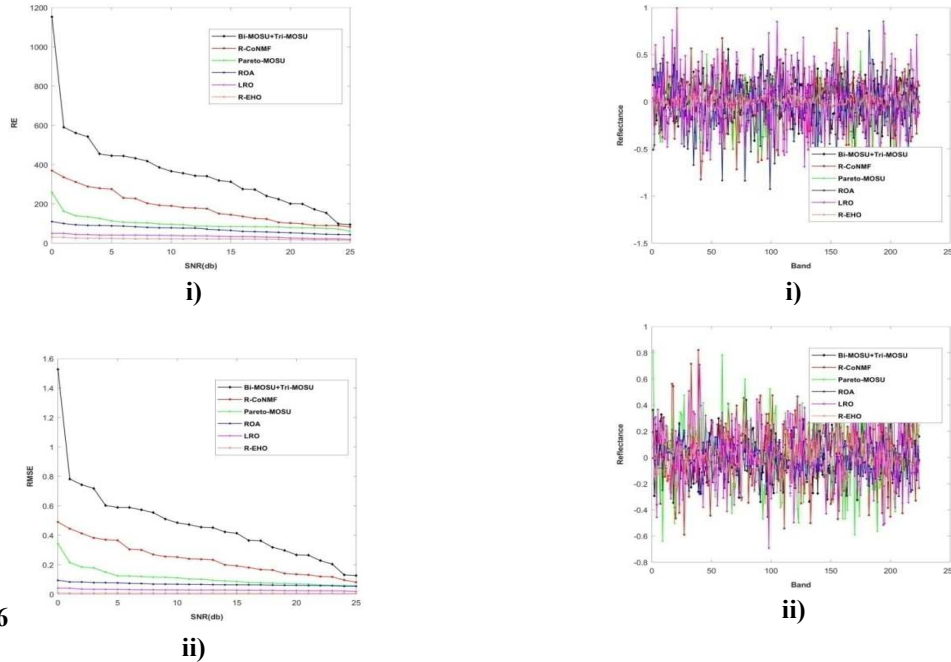 1200
1000
800
600
400
200
0
RE
0 5 10 15 20 25
SNR(db)
Bi-MOSU+Tri-MOSU
R-CoNMF
Pareto-MOSU
ROA
LRO
R-EHO
i)
1
0.5
0
-0.5
-1
-1.5
Reflectance
0 50 100 150 200 250
Band
Bi-MOSU+Tri-MOSU
R-CoNMF
Pareto-MOSU
ROA
LRO
R-EHO
i)
1.6
1.4
1.2
1
0.8
0.6
0.4
0.2
0
RMSE
0 5 10 15 20 25
SNR(db)
Bi-MOSU+Tri-MOSU
R-CoNMF
Pareto-MOSU
ROA
LRO
R-EHO
6
ii)
1
0.8
0.6
0.4
0.2
0
-0.2
-0.4
-0.6
-0.8
Reflectance
0 50 100 150 200 250
Band
Bi-MOSU+Tri-MOSU
R-CoNMF
Pareto-MOSU
ROA
LRO
R-EHO
ii)